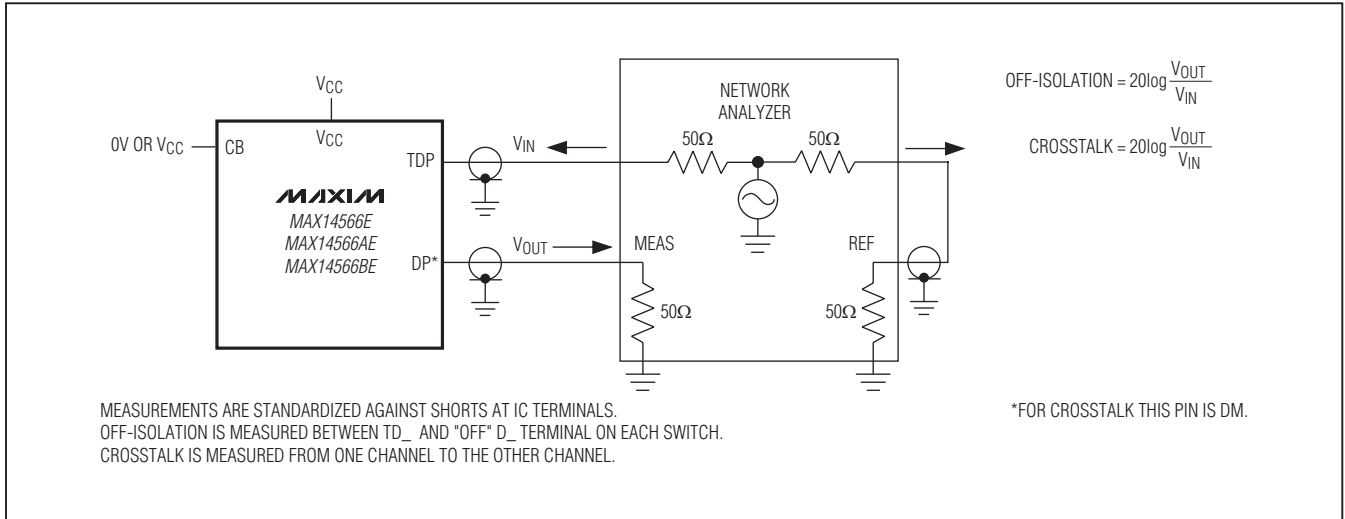 VCC
0V OR VCC
CB
VCC
TDP
MAXIM
MAX14566E
MAX14566AE
MAX14566BE
DP*
VIN
VOUT
NETWORK
ANALYZER
50Ω
50Ω
MEAS
REF
50Ω
50Ω
OFF-ISOLATION = 20log VOUT/VIN
CROSSTALK = 20log VOUT/VIN
MEASUREMENTS ARE STANDARDIZED AGAINST SHORTS AT IC TERMINALS.
OFF-ISOLATION IS MEASURED BETWEEN TD_ AND "OFF" D_ TERMINAL ON EACH SWITCH.
CROSSTALK IS MEASURED FROM ONE CHANNEL TO THE OTHER CHANNEL.
*FOR CROSSTALK THIS PIN IS DM.